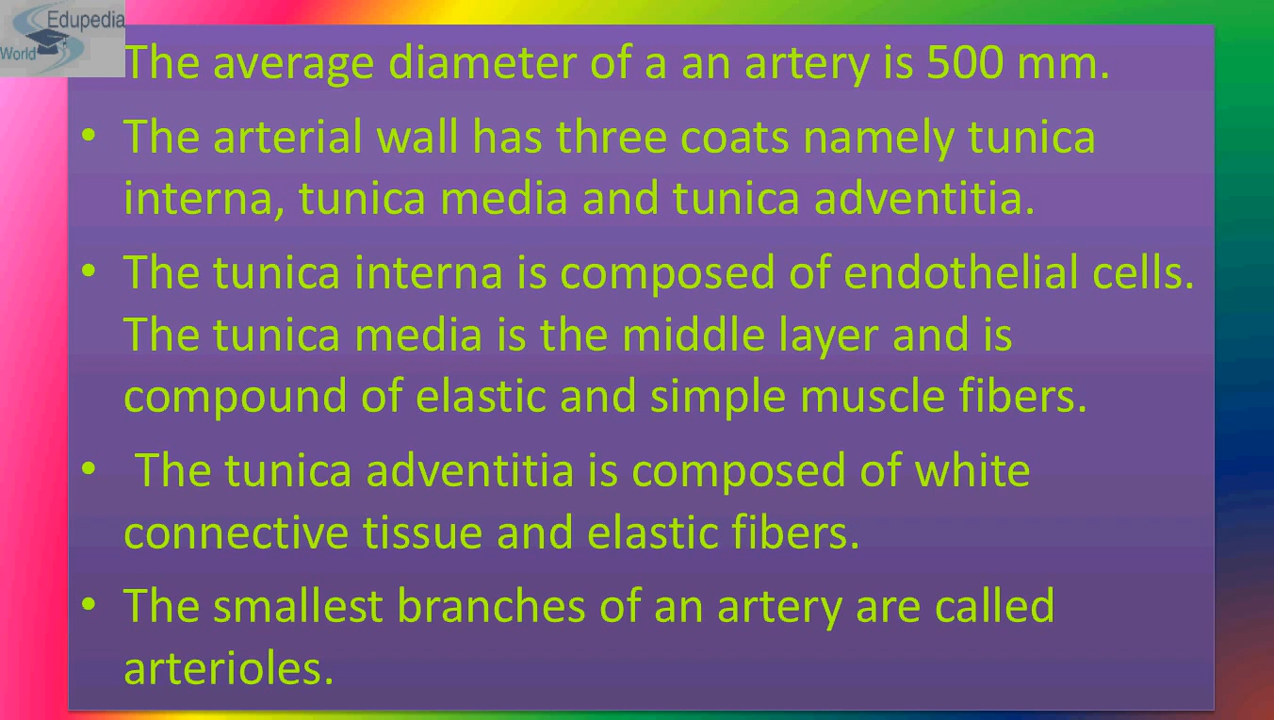 Edupedia
World
The average diameter of a an artery is 500 mm.
• The arterial wall has three coats namely tunica
interna, tunica media and tunica adventitia.
• The tunica interna is composed of endothelial cells.
The tunica media is the middle layer and is
compound of elastic and simple muscle fibers.
• The tunica adventitia is composed of white
connective tissue and elastic fibers.
• The smallest branches of an artery are called
arterioles.